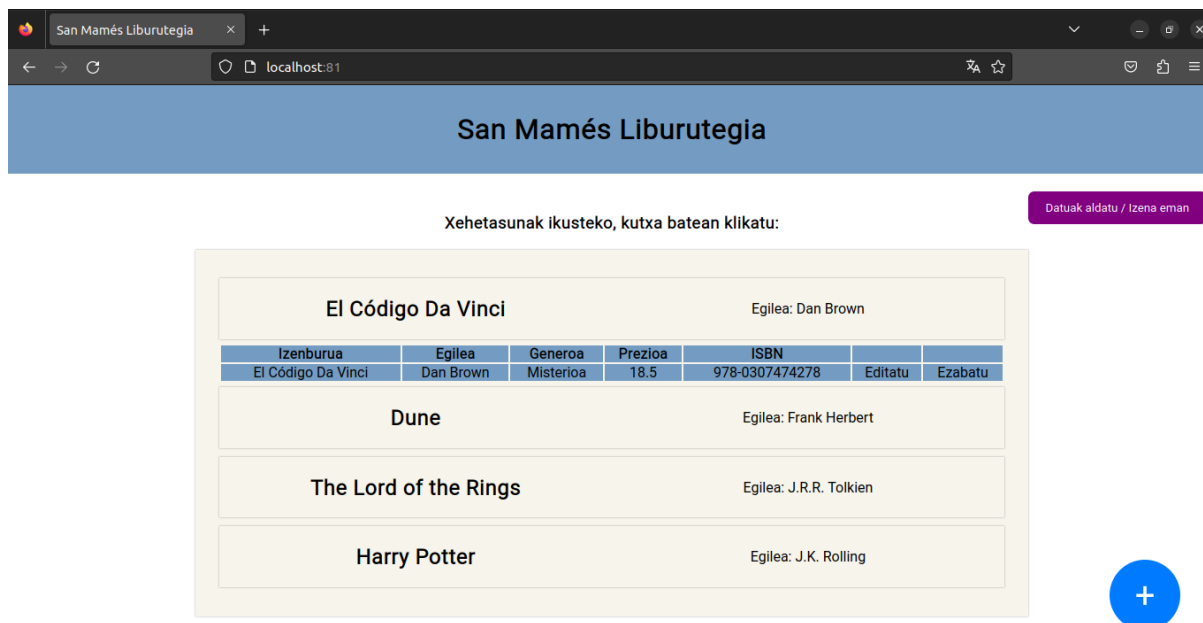 San Mamés Liburutegia
localhost:81
San Mamés Liburutegia
Datuak aldatu / Izena eman
Xehetasunak ikusteko, kutxa batean klikatu:
El Código Da Vinci Egilea: Dan Brown
Izenburua Egilea Generoa Prezioa ISBN
El Código Da Vinci Dan Brown Misterioa 18.5 978-0307474278 Editatu Ezabatu
Dune Egilea: Frank Herbert
The Lord of the Rings Egilea: J.R.R. Tolkien
Harry Potter Egilea: J.K. Rolling
+